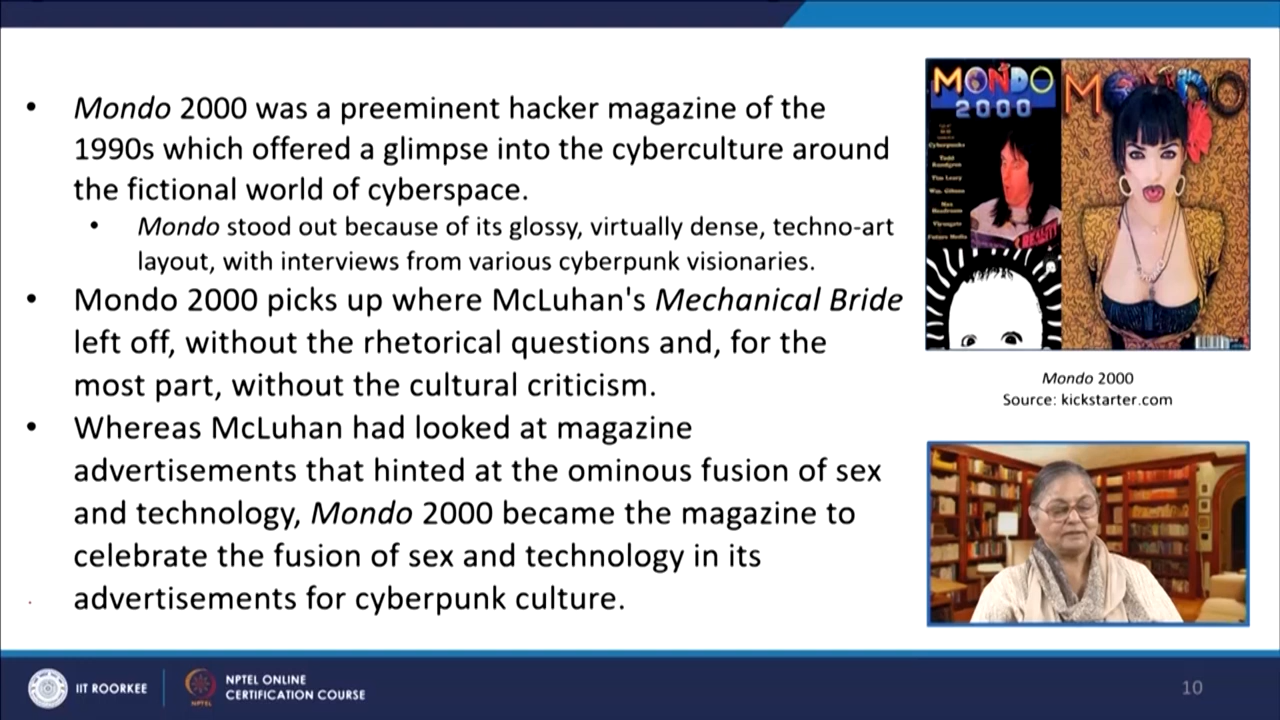 • Mondo 2000 was a preeminent hacker magazine of the
1990s which offered a glimpse into the cyberculture around
the fictional world of cyberspace.
• Mondo stood out because of its glossy, virtually dense, techno-art
layout, with interviews from various cyberpunk visionaries.
• Mondo 2000 picks up where McLuhan's Mechanical Bride
left off, without the rhetorical questions and, for the
most part, without the cultural criticism.
• Whereas McLuhan had looked at magazine
advertisements that hinted at the ominous fusion of sex
and technology, Mondo 2000 became the magazine to
celebrate the fusion of sex and technology in its
advertisements for cyberpunk culture.
MONDO
2000
Cyberpunks
Todd
Rundgren
Tim Leary
Wm. Gibson
Max
Headroom
Future Media
MONDO
Mondo 2000
Source: kickstarter.com
IIT ROORKEE
NPTEL
NPTEL ONLINE
CERTIFICATION COURSE
10